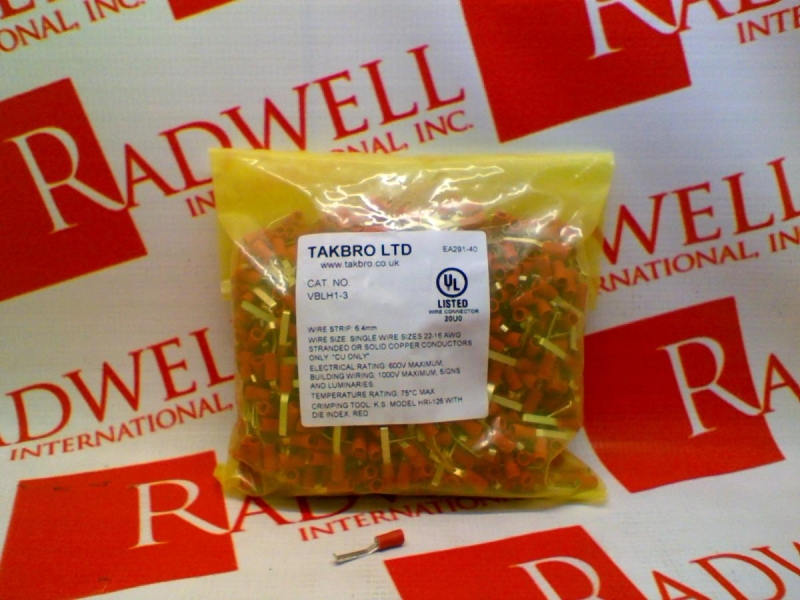 RADWELL
INTERNATIONAL, INC.
RADWELL
INTERNATIONAL, INC.
RADWELL
INTERNATIONAL
TAKBRO LTD
EA291-40
www.takbro.co.uk
CAT. NO.
VBLH1-3
UL
LISTED
WIRE CONNECTOR
20U0
WIRE STRIP: 6.4mm
WIRE SIZE: SINGLE WIRE SIZES 22-16 AWG
STRANDED OR SOLID COPPER CONDUCTORS
ONLY. "CU ONLY"
ELECTRICAL RATING: 600V MAXIMUM,
BUILDING WIRING; 1000V MAXIMUM, SIGNS
AND LUMINARIES.
TEMPERATURE RATING: 75°C MAX.
CRIMPING TOOL: K.S. MODEL HRI-126 WITH
DIE INDEX: RED
RADWELL
INTERNATIONAL, INC.
RADWELL
INTERNATIONAL
RADWELL